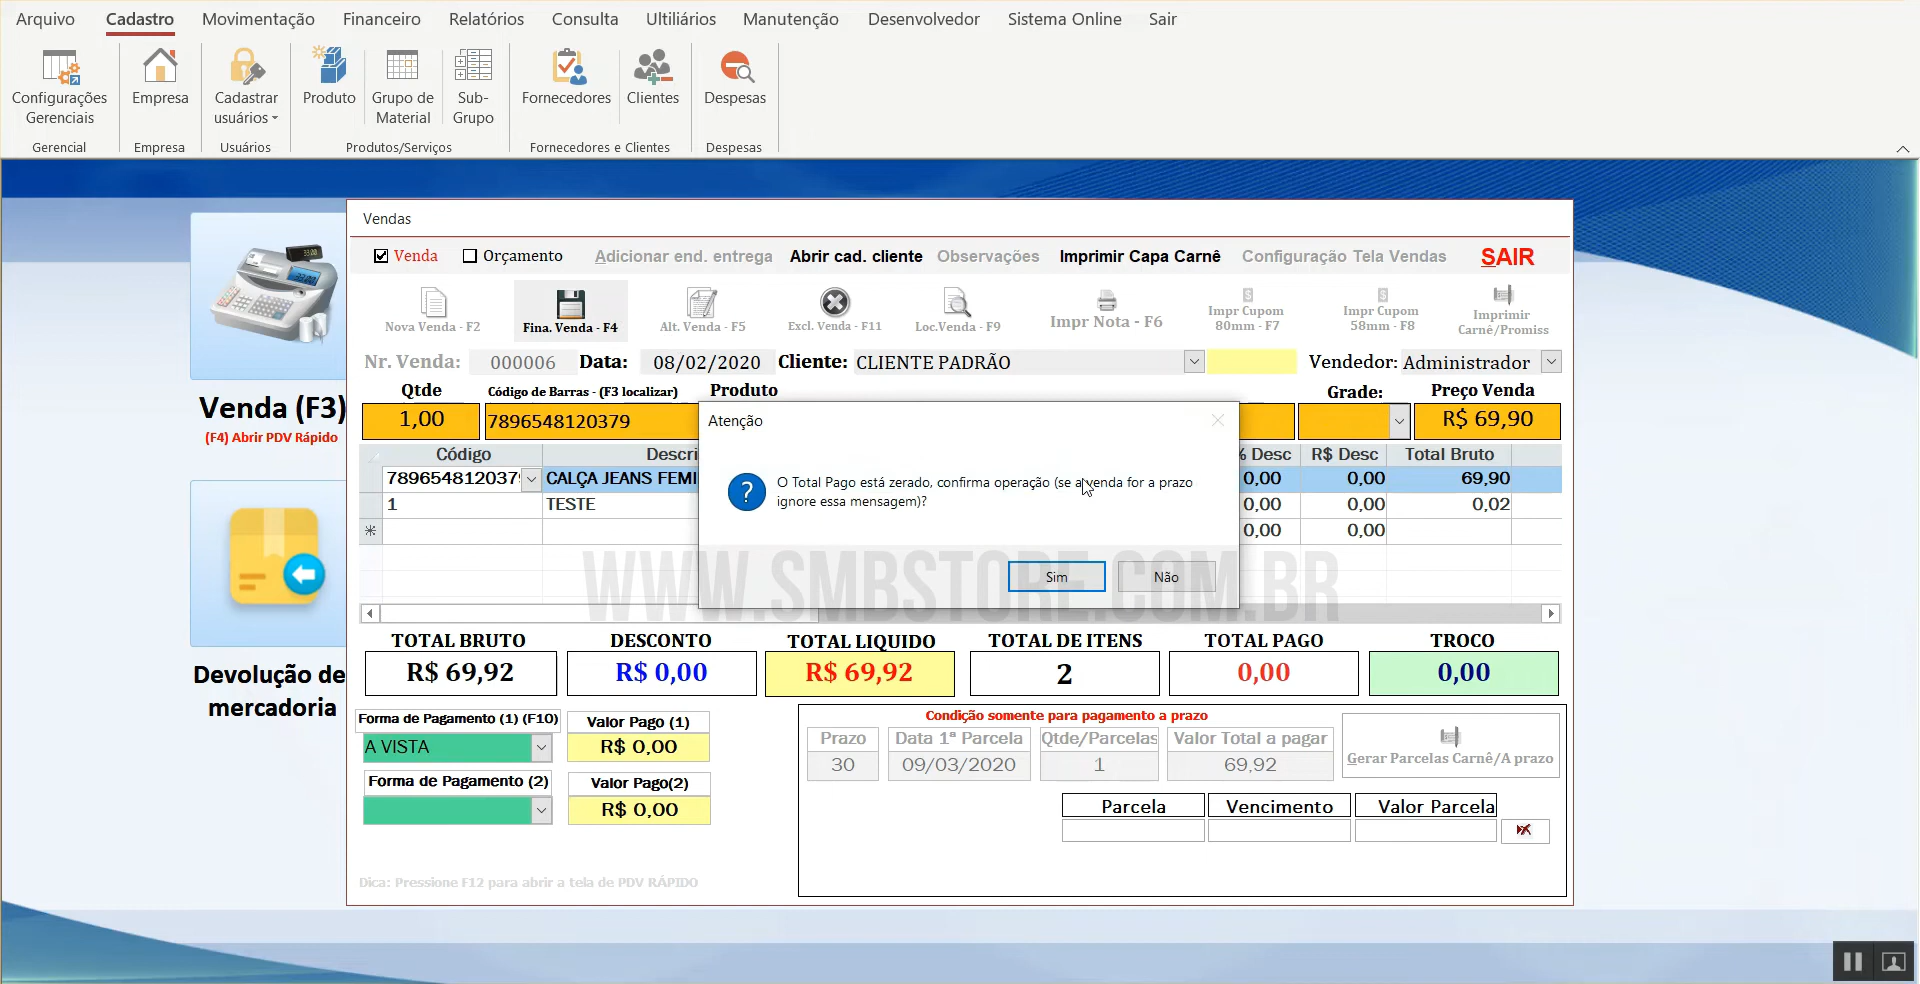 Arquivo Cadastro Movimentação Financeiro Relatórios Consulta Ultiliários Manutenção Desenvolvedor Sistema Online Sair
Configurações Gerenciais
Empresa
Cadastrar usuários
Produto
Grupo de Material
Sub-Grupo
Fornecedores
Clientes
Despesas
Gerencial Empresa Usuários Produtos/Serviços Fornecedores e Clientes Despesas
Venda (F3)
(F4) Abrir PDV Rápido
Devolução de
mercadoria
Vendas
Venda Orçamento Adicionar end. entrega Abrir cad. cliente Observações Imprimir Capa Carnê Configuração Tela Vendas SAIR
Nova Venda - F2
Fina. Venda - F4
Alt. Venda - F5
Excl. Venda - F11
Loc.Venda - F9
Impr Nota - F6
Impr Cupom 80mm - F7
Impr Cupom 58mm - F8
Imprimir Carné/Promiss
Nr. Venda: 000006 Data: 08/02/2020 Cliente: CLIENTE PADRÃO Vendedor: Administrador
Qtde Código de Barras - (F3 localizar) Produto Grade: Preço Venda
1,00 7896548120379 R$ 69,90
Código Descri % Desc R$ Desc Total Bruto
789654812037 CALÇA JEANS FEMI 0,00 0,00 69,90
1 TESTE 0,00 0,00 0,02
0,00 0,00
Atenção
O Total Pago está zerado, confirma operação (se a venda for a prazo
ignore essa mensagem)?
Sim Não
WWW.SMBSTORE.COM.BR
TOTAL BRUTO DESCONTO TOTAL LIQUIDO TOTAL DE ITENS TOTAL PAGO TROCO
R$ 69,92 R$ 0,00 R$ 69,92 2 0,00 0,00
Forma de Pagamento (1) (F10) Valor Pago (1)
A VISTA R$ 0,00
Forma de Pagamento (2) Valor Pago(2)
R$ 0,00
Condição somente para pagamento a prazo
Prazo Data 1ª Parcela Qtde/Parcelas Valor Total a pagar
30 09/03/2020 1 69,92
Gerar Parcelas Carnê/A prazo
Parcela Vencimento Valor Parcela
Dica: Pressione F12 para abrir a tela de PDV RÁPIDO